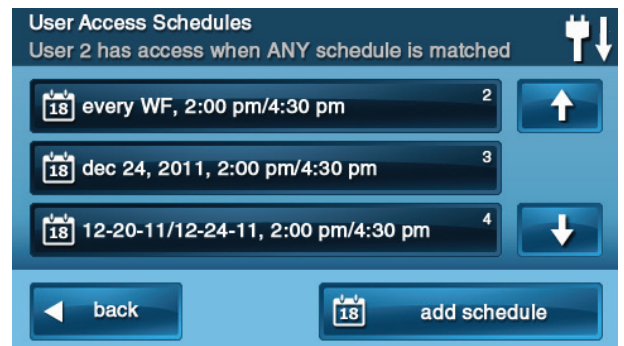 User Access Schedules
User 2 has access when ANY schedule is matched
18 every WF, 2:00 pm/4:30 pm 2
18 dec 24, 2011, 2:00 pm/4:30 pm 3
18 12-20-11/12-24-11, 2:00 pm/4:30 pm 4
back
18 add schedule